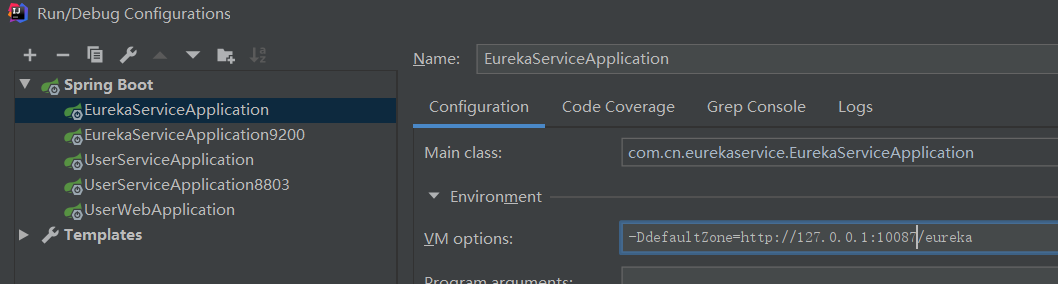 Run/Debug Configurations
Name: EurekaServiceApplication
Spring Boot
EurekaServiceApplication
EurekaServiceApplication9200
UserServiceApplication
UserServiceApplication8803
UserWebApplication
Templates
Configuration Code Coverage Grep Console Logs
Main class: com.cn.eurekaservice.EurekaServiceApplication
Environment
VM options: -DdefaultZone=http://127.0.0.1:10087/eureka
Program arguments: